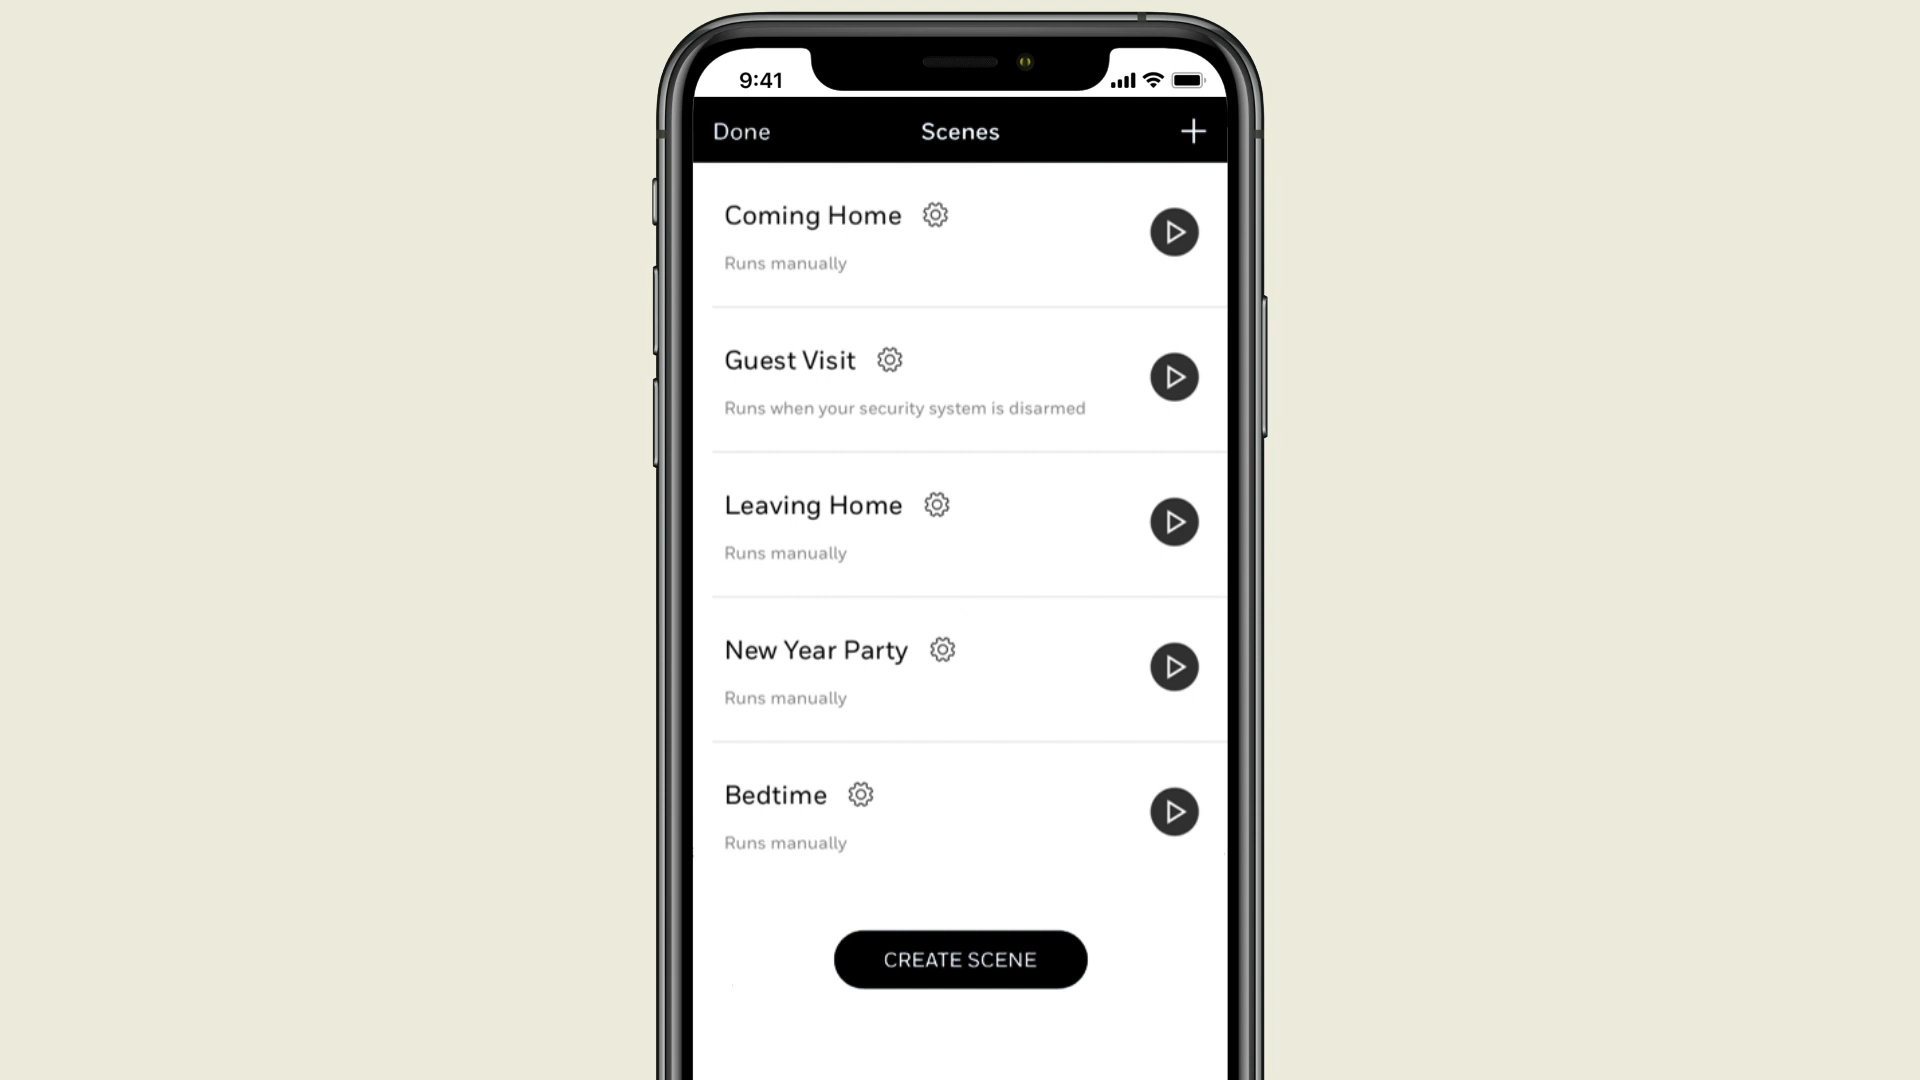 9:41
Done Scenes +
Coming Home
Runs manually
Guest Visit
Runs when your security system is disarmed
Leaving Home
Runs manually
New Year Party
Runs manually
Bedtime
Runs manually
CREATE SCENE